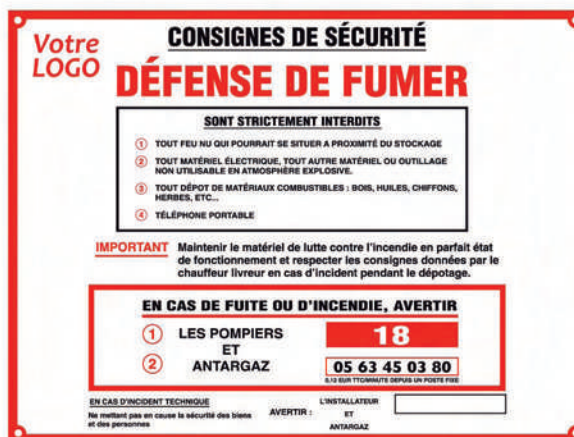 Votre
LOGO
CONSIGNES DE SÉCURITÉ
DÉFENSE DE FUMER
SONT STRICTEMENT INTERDITS
1 TOUT FEU NU QUI POURRAIT SE SITUER A PROXIMITÉ DU STOCKAGE
2 TOUT MATÉRIEL ÉLECTRIQUE, TOUT AUTRE MATÉRIEL OU OUTILLAGE
NON UTILISABLE EN ATMOSPHÈRE EXPLOSIVE.
3 TOUT DÉPOT DE MATÉRIAUX COMBUSTIBLES : BOIS, HUILES, CHIFFONS,
HERBES, ETC...
4 TÉLÉPHONE PORTABLE
IMPORTANT Maintenir le matériel de lutte contre l'incendie en parfait état
de fonctionnement et respecter les consignes données par le
chauffeur livreur en cas d'incident pendant le dépotage.
EN CAS DE FUITE OU D'INCENDIE, AVERTIR
1 LES POMPIERS 18
ET
2 ANTARGAZ 05 63 45 03 80
0,12 EUR TTC/MINUTE DEPUIS UN POSTE FIXE
EN CAS D'INCIDENT TECHNIQUE
Ne mettant pas en cause la sécurité des biens
et des personnes
AVERTIR :
L'INSTALLATEUR
ET
ANTARGAZ